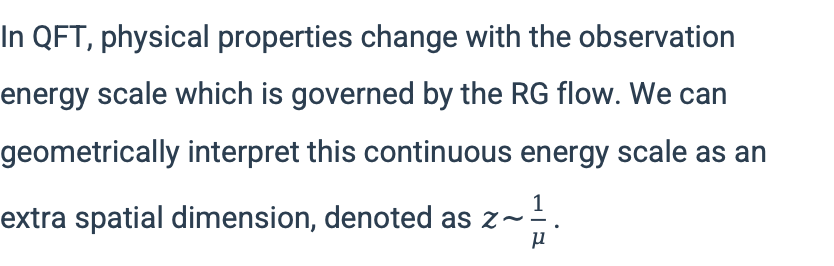 In QFT, physical properties change with the observation
energy scale which is governed by the RG flow. We can
geometrically interpret this continuous energy scale as an
extra spatial dimension, denoted as z~1/μ.